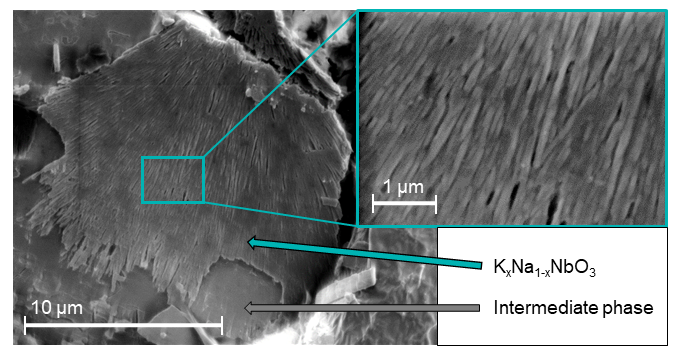 1 µm
KₓNa₁₋ₓNbO₃
Intermediate phase
10 µm